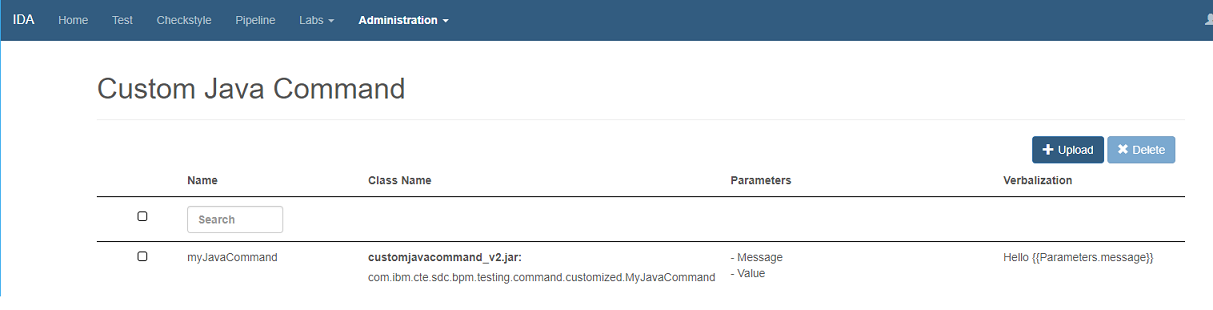 IDA Home Test Checkstyle Pipeline Labs Administration
Custom Java Command
Upload Delete
Name Class Name Parameters Verbalization
Search
myJavaCommand customjavacommand_v2.jar: - Message Hello {{Parameters.message}}
com.ibm.cte.sdc.bpm.testing.command.customized.MyJavaCommand - Value